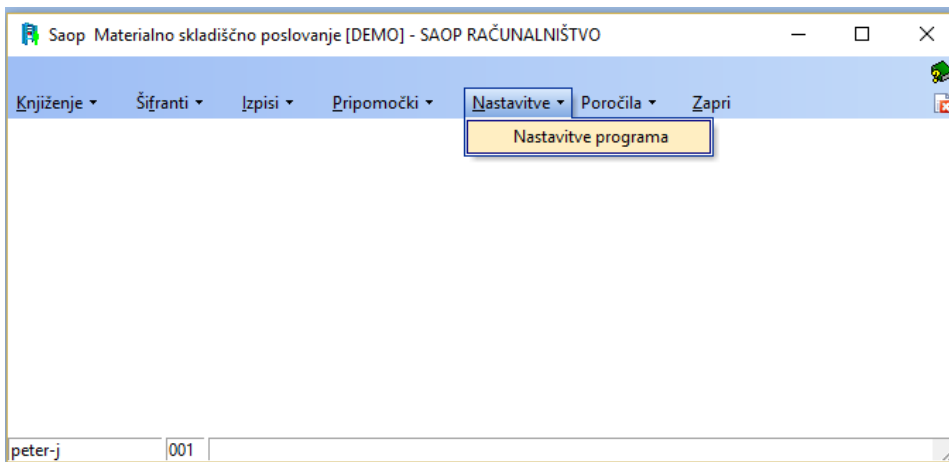 Saop Materialno skladiščno poslovanje [DEMO] - SAOP RAČUNALNIŠTVO
Knjiženje Šifranti Izpisi Pripomočki Nastavitve Poročila Zapri
Nastavitve programa
peter-j 001